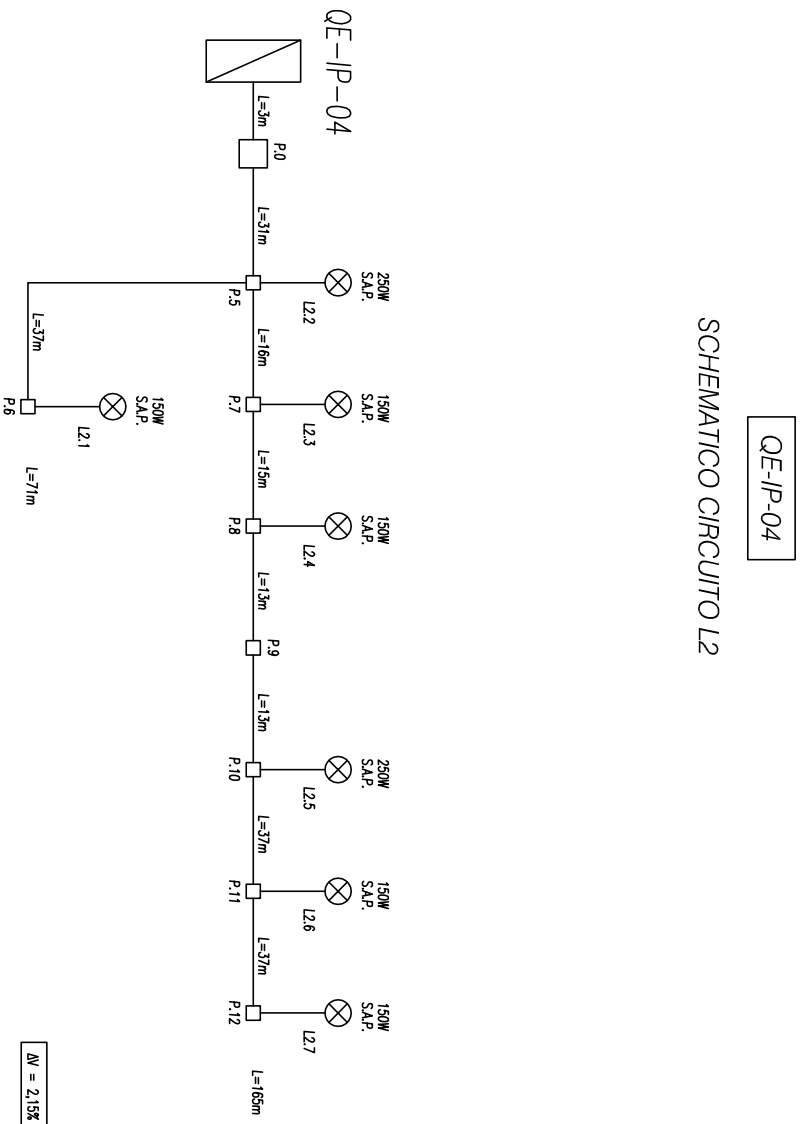 QE-IP-04
SCHEMATICO CIRCUITO L2
QE-IP-04
L=3m
P.0
L=31m
250W
S.A.P.
L2.2
P.5
L=16m
150W
S.A.P.
L2.3
P.7
L=15m
150W
S.A.P.
L2.4
P.8
L=13m
P.9
L=13m
250W
S.A.P.
L2.5
P.10
L=37m
150W
S.A.P.
L2.6
P.11
L=37m
150W
S.A.P.
L2.7
P.12
L=165m
L=37m
150W
S.A.P.
L2.1
P.6
L=71m
ΔV = 2,15%